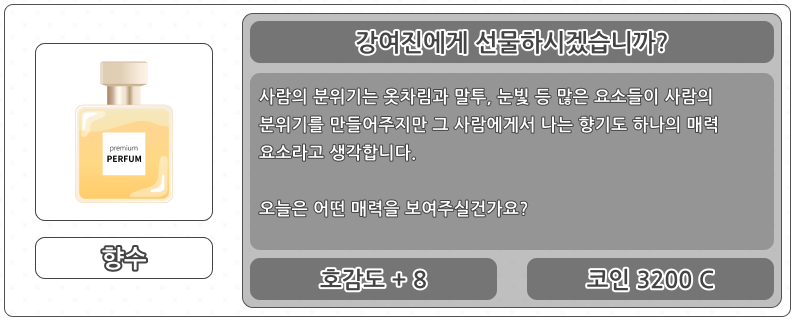 강여진에게 선물하시겠습니까?
premium
PERFUM
사람의 분위기는 옷차림과 말투, 눈빛 등 많은 요소들이 사람의
분위기를 만들어주지만 그 사람에게서 나는 향기도 하나의 매력
요소라고 생각합니다.
오늘은 어떤 매력을 보여주실건가요?
향수
호감도 + 8
코인 3200 C